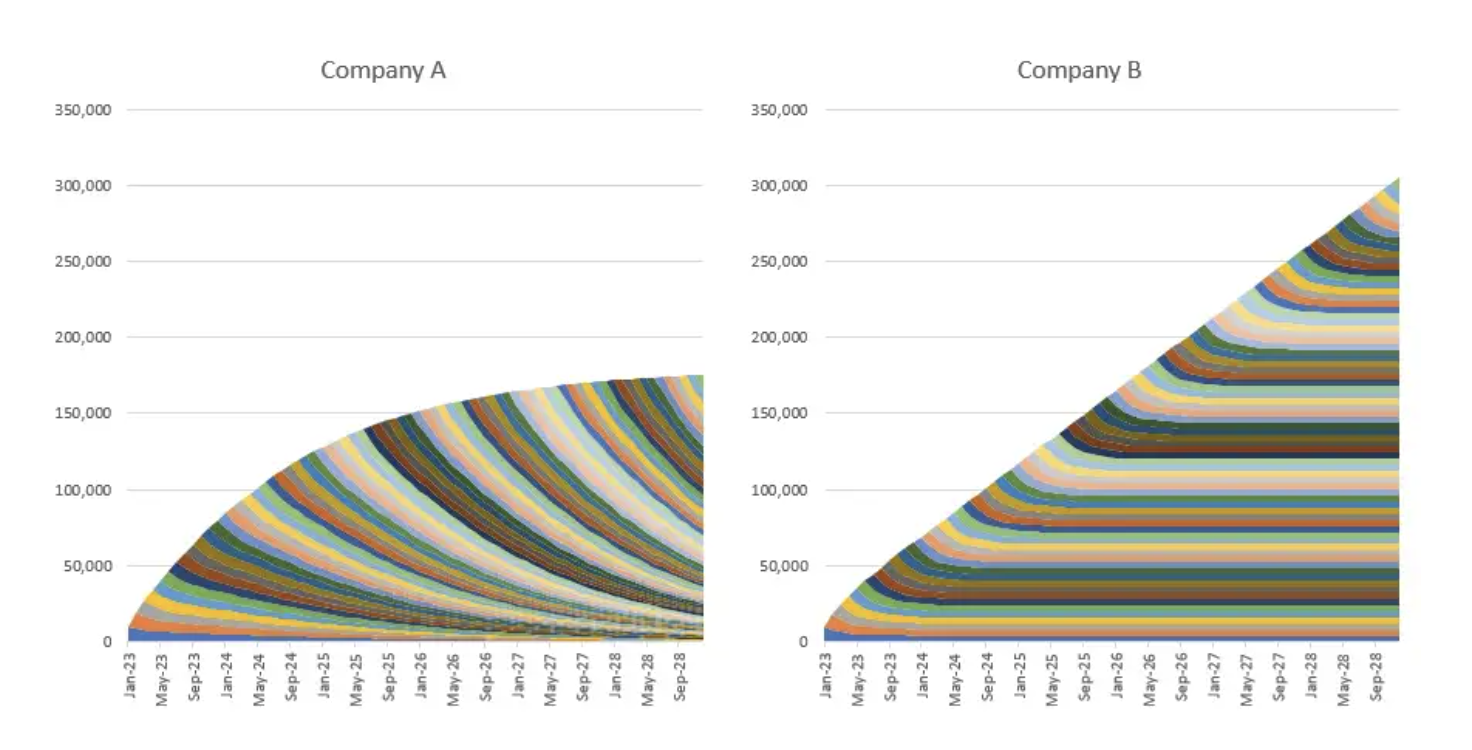 Company A
350,000
300,000
250,000
200,000
150,000
100,000
50,000
0
Jan-23
May-23
Sep-23
Jan-24
May-24
Sep-24
Jan-25
May-25
Sep-25
Jan-26
May-26
Sep-26
Jan-27
May-27
Sep-27
Jan-28
May-28
Sep-28
Company B
350,000
300,000
250,000
200,000
150,000
100,000
50,000
0
Jan-23
May-23
Sep-23
Jan-24
May-24
Sep-24
Jan-25
May-25
Sep-25
Jan-26
May-26
Sep-26
Jan-27
May-27
Sep-27
Jan-28
May-28
Sep-28